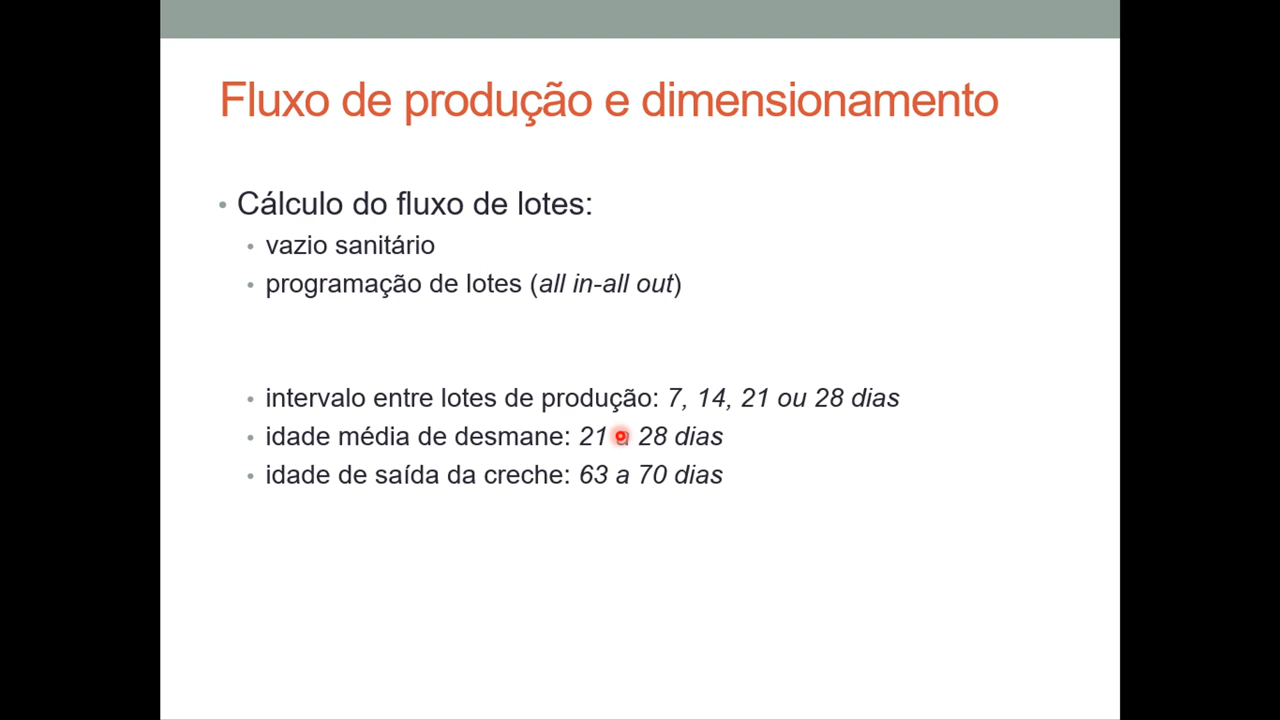 Fluxo de produção e dimensionamento
• Cálculo do fluxo de lotes:
• vazio sanitário
• programação de lotes (all in-all out)
• intervalo entre lotes de produção: 7, 14, 21 ou 28 dias
• idade média de desmane: 21 a 28 dias
• idade de saída da creche: 63 a 70 dias